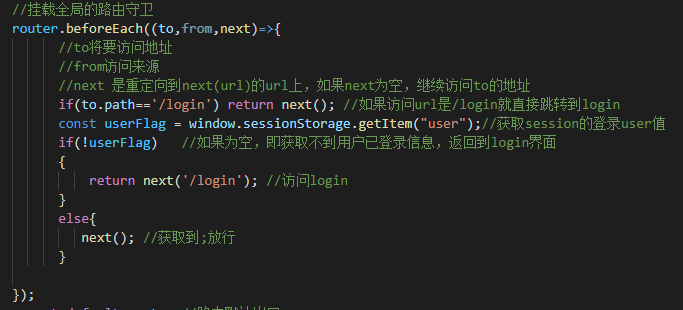 //挂载全局的路由守卫
router.beforeEach((to,from,next)=>{
//to将要访问地址
//from访问来源
//next 是重定向到next(url)的url上，如果next为空，继续访问to的地址
if(to.path=='/login') return next(); //如果访问url是/login就直接跳转到login
const userFlag = window.sessionStorage.getItem("user");//获取session的登录user值
if(!userFlag) //如果为空，即获取不到用户已登录信息，返回到login界面
{
return next('/login'); //访问login
}
else{
next(); //获取到;放行
}
});